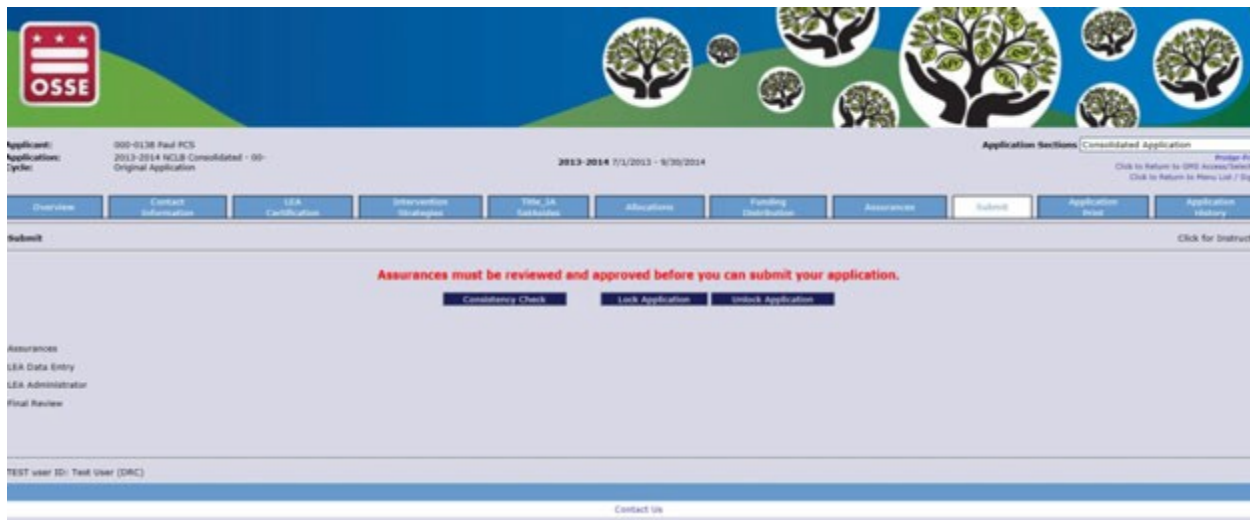 OSSE
Applicant: 000-0138 Paul PCS
Application: 2013-2014 NCLB Consolidated - 00-
Cycle: Original Application
2013-2014 7/1/2013 - 9/30/2014
Application Sections Consolidated Application
Click to Return to GMS Access/Select
Click to Return to Menu List / Sig
Overview
Contact Information
LEA Certification
Intervention Strategies
Title_IA SetAsides
Allocations
Funding Distribution
Assurances
Submit
Application Print
Application History
Submit
Click for Instruct
Assurances must be reviewed and approved before you can submit your application.
Consistency Check
Lock Application
Unlock Application
Assurances
LEA Data Entry
LEA Administrator
Final Review
TEST user ID: Test User (DRC)
Contact Us